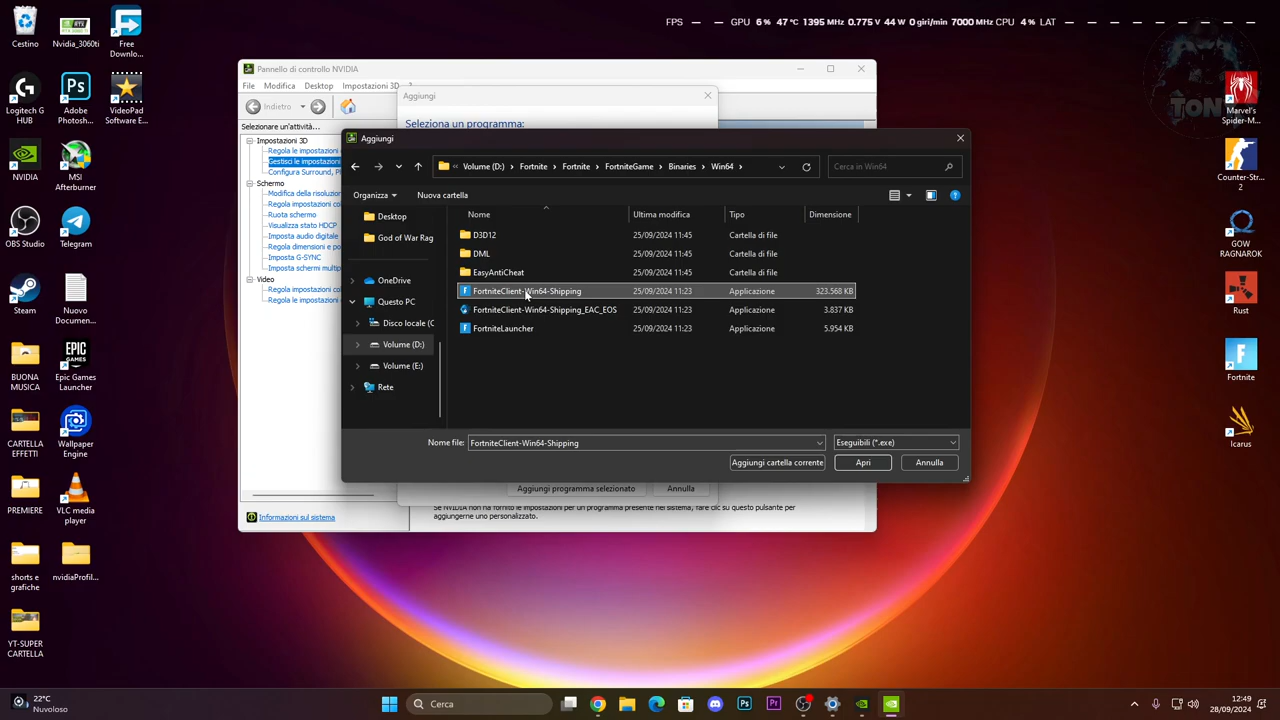 FPS — — GPU 6 % 47 °C 1395 MHz 0.775 V 44 W 0 giri/min 7000 MHz CPU 4 % LAT — — — — —
Cestino
Nvidia_3060ti
Free Downlo...
Logitech G HUB
Adobe Photosh...
VideoPad Software E...
NVIDIA
MSI Afterburner
OBS Studio
Telegram
Steam
Nuovo Documen...
BUONA MUSICA
Epic Games Launcher
CARTELLA EFFETTI
Wallpaper Engine
PREMIERE
VLC media player
shorts e grafiche
nvidiaProfil...
YT-SUPER CARTELLA
Marvel's Spider-M...
Counter-Str... 2
GOW RAGNAROK
Rust
Fortnite
Icarus
TON
Pannello di controllo NVIDIA
File Modifica Desktop Impostazioni 3D ?
Indietro
Selezionare un'attività...
Impostazioni 3D
Regola le impostazioni
Gestisci le impostazioni
Configura Surround, P
Schermo
Modifica della risoluzion
Regola impostazioni co
Ruota schermo
Visualizza stato HDCP
Imposta audio digitale
Regola dimensioni e po
Imposta G-SYNC
Imposta schermi multip
Video
Regola impostazioni co
Regola le impostazioni
Informazioni sul sistema
Aggiungi
Seleziona un programma:
Aggiungi programma selezionato
Annulla
Se NVIDIA non ha fornito le impostazioni per un programma presente nel sistema, fare clic su questo pulsante per
aggiungerne uno personalizzato.
Aggiungi
Volume (D:) > Fortnite > Fortnite > FortniteGame > Binaries > Win64 >
Cerca in Win64
Organizza
Nuova cartella
Desktop
God of War Rag
OneDrive
Questo PC
Disco locale (C
Volume (D:)
Volume (E:)
Rete
Nome Ultima modifica Tipo Dimensione
D3D12 25/09/2024 11:45 Cartella di file
DML 25/09/2024 11:45 Cartella di file
EasyAntiCheat 25/09/2024 11:45 Cartella di file
FortniteClient-Win64-Shipping 25/09/2024 11:23 Applicazione 323.568 KB
FortniteClient-Win64-Shipping_EAC_EOS 25/09/2024 11:23 Applicazione 3.837 KB
FortniteLauncher 25/09/2024 11:23 Applicazione 5.954 KB
Nome file: FortniteClient-Win64-Shipping
Eseguibili (*.exe)
Aggiungi cartella corrente
Apri
Annulla
22°C
Nuvoloso
Cerca
12:49
28/09/2024